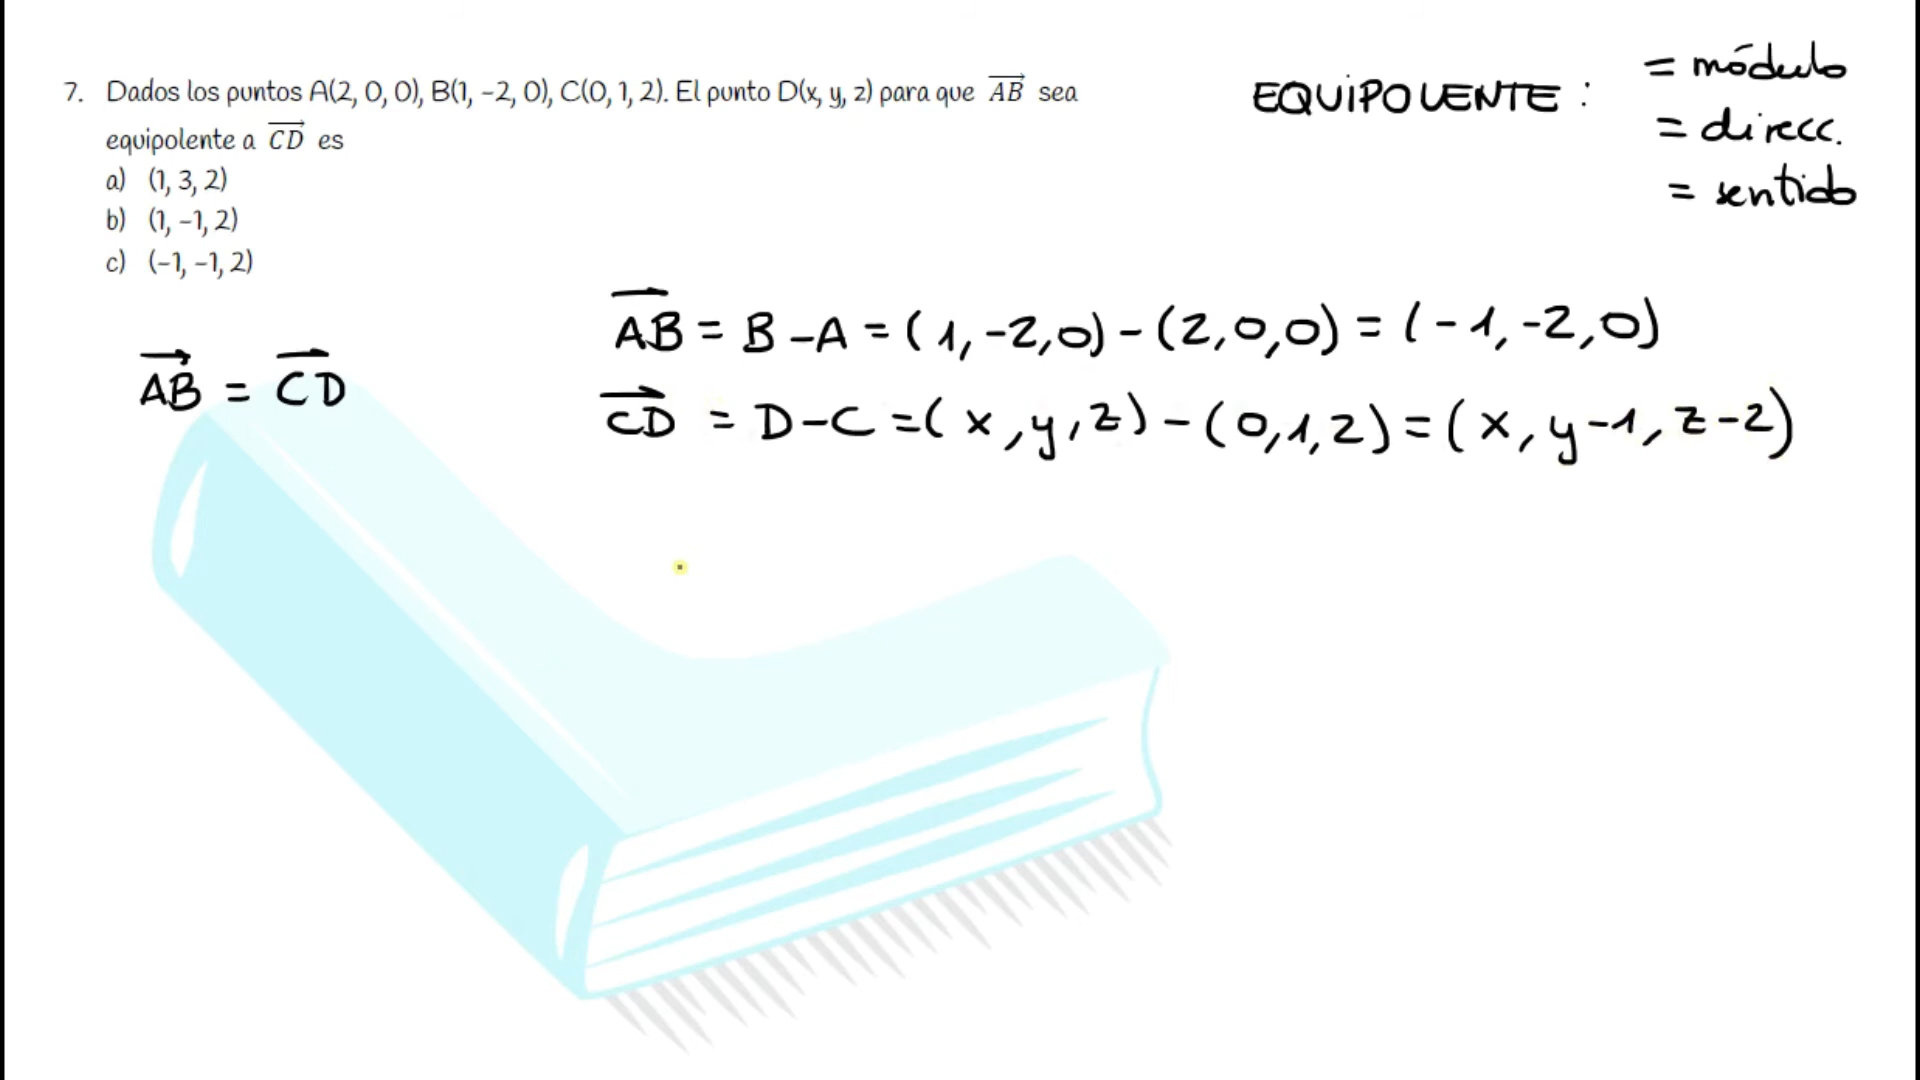 7. Dados los puntos A(2, 0, 0), B(1, -2, 0), C(0, 1, 2). El punto D(x, y, z) para que AB sea
equipolente a CD es
a) (1, 3, 2)
b) (1, -1, 2)
c) (-1, -1, 2)
EQUIPOLENTE :
= módulo
= direcc.
= sentido
AB = CD
AB = B - A = (1, -2, 0) - (2, 0, 0) = (-1, -2, 0)
CD = D - C = (x, y, z) - (0, 1, 2) = (x, y-1, z-2)